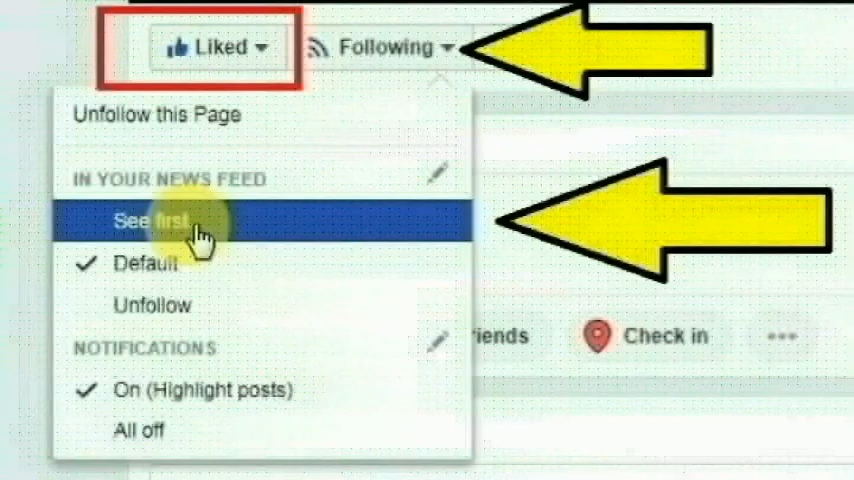 Liked Following
Unfollow this Page
IN YOUR NEWS FEED
See first
Default
Unfollow
riends Check in
NOTIFICATIONS
On (Highlight posts)
All off